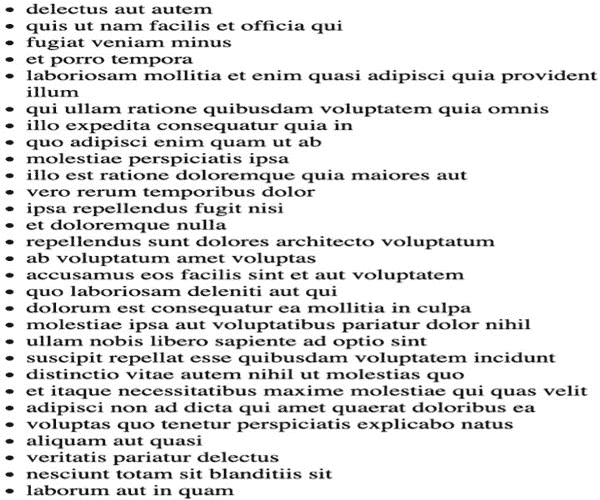 • delectus aut autem
• quis ut nam facilis et officia qui
• fugiat veniam minus
• et porro tempora
• laboriosam mollitia et enim quasi adipisci quia provident
illum
• qui ullam ratione quibusdam voluptatem quia omnis
• illo expedita consequatur quia in
• quo adipisci enim quam ut ab
• molestiae perspiciatis ipsa
• illo est ratione doloremque quia maiores aut
• vero rerum temporibus dolor
• ipsa repellendus fugit nisi
• et doloremque nulla
• repellendus sunt dolores architecto voluptatum
• ab voluptatum amet voluptas
• accusamus eos facilis sint et aut voluptatem
• quo laboriosam deleniti aut qui
• dolorum est consequatur ea mollitia in culpa
• molestiae ipsa aut voluptatibus pariatur dolor nihil
• ullam nobis libero sapiente ad optio sint
• suscipit repellat esse quibusdam voluptatem incidunt
• distinctio vitae autem nihil ut molestias quo
• et itaque necessitatibus maxime molestiae qui quas velit
• adipisci non ad dicta qui amet quaerat doloribus ea
• voluptas quo tenetur perspiciatis explicabo natus
• aliquam aut quasi
• veritatis pariatur delectus
• nesciunt totam sit blanditiis sit
• laborum aut in quam